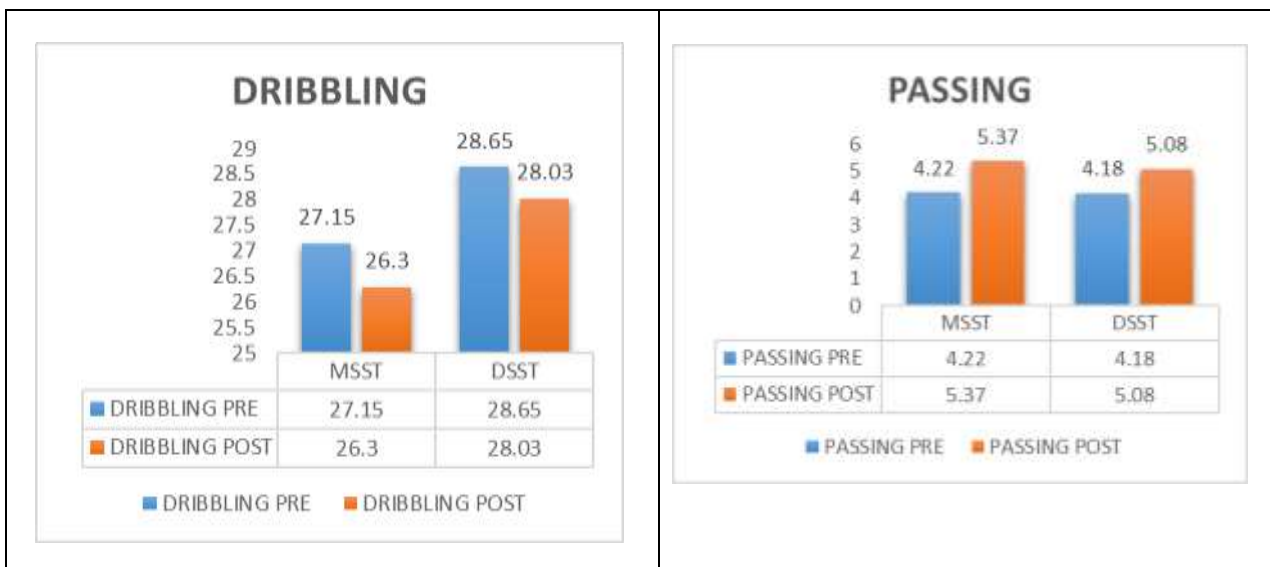 DRIBBLING
29
28.5
28
27.5
27
26.5
26
25.5
25
27.15
26.3
28.65
28.03
MSST DSST
DRIBBLING PRE 27.15 28.65
DRIBBLING POST 26.3 28.03
DRIBBLING PRE DRIBBLING POST
PASSING
6
5
4
3
2
1
0
4.22
5.37
4.18
5.08
MSST DSST
PASSING PRE 4.22 4.18
PASSING POST 5.37 5.08
PASSING PRE PASSING POST